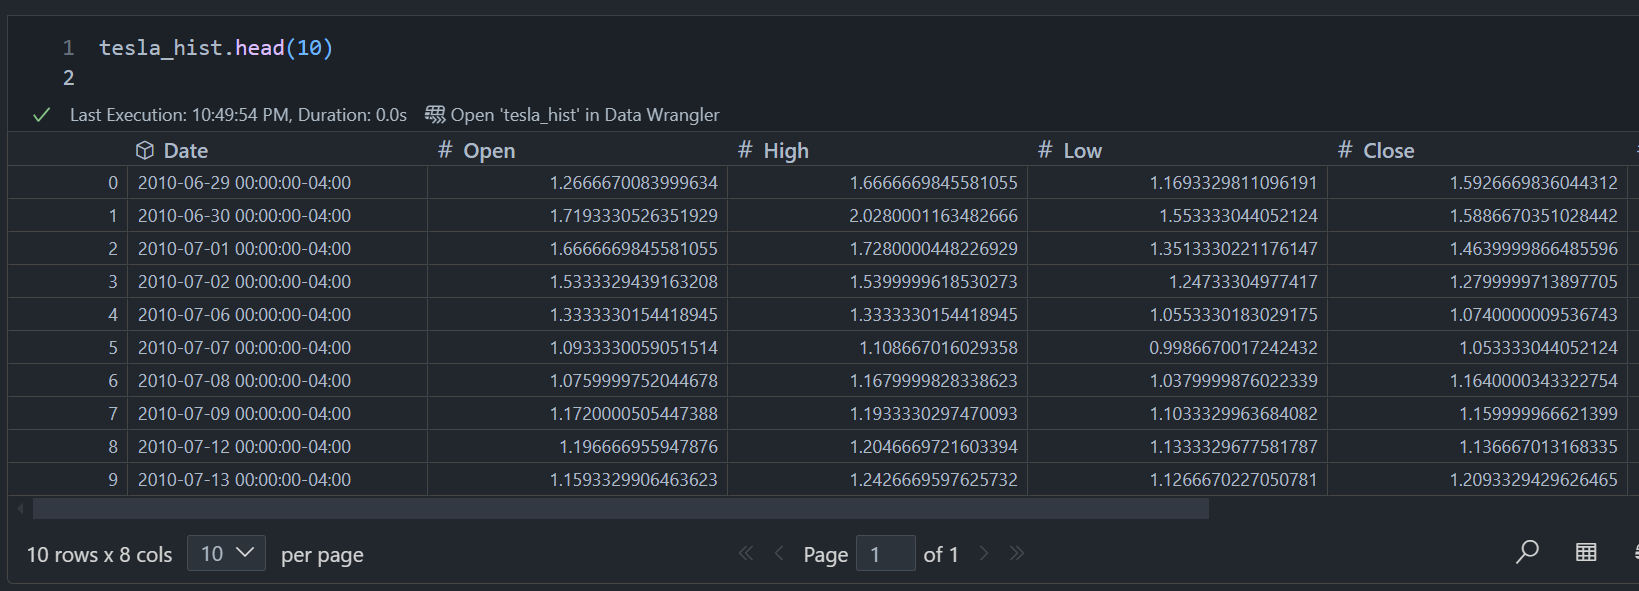 1 tesla_hist.head(10)
2
Last Execution: 10:49:54 PM, Duration: 0.0s Open 'tesla_hist' in Data Wrangler
Date # Open # High # Low # Close
0 2010-06-29 00:00:00-04:00 1.2666670083999634 1.6666669845581055 1.1693329811096191 1.5926669836044312
1 2010-06-30 00:00:00-04:00 1.7193330526351929 2.0280001163482666 1.553333044052124 1.5886670351028442
2 2010-07-01 00:00:00-04:00 1.6666669845581055 1.7280000448226929 1.3513330221176147 1.4639999866485596
3 2010-07-02 00:00:00-04:00 1.5333329439163208 1.5399999618530273 1.24733304977417 1.2799999713897705
4 2010-07-06 00:00:00-04:00 1.3333330154418945 1.3333330154418945 1.0553330183029175 1.0740000009536743
5 2010-07-07 00:00:00-04:00 1.0933330059051514 1.108667016029358 0.9986670017242432 1.053333044052124
6 2010-07-08 00:00:00-04:00 1.0759999752044678 1.1679999828338623 1.0379999876022339 1.1640000343322754
7 2010-07-09 00:00:00-04:00 1.1720000505447388 1.1933330297470093 1.1033329963684082 1.159999966621399
8 2010-07-12 00:00:00-04:00 1.196666955947876 1.2046669721603394 1.1333329677581787 1.136667013168335
9 2010-07-13 00:00:00-04:00 1.1593329906463623 1.2426669597625732 1.1266670227050781 1.2093329429626465
10 rows x 8 cols 10 per page Page 1 of 1